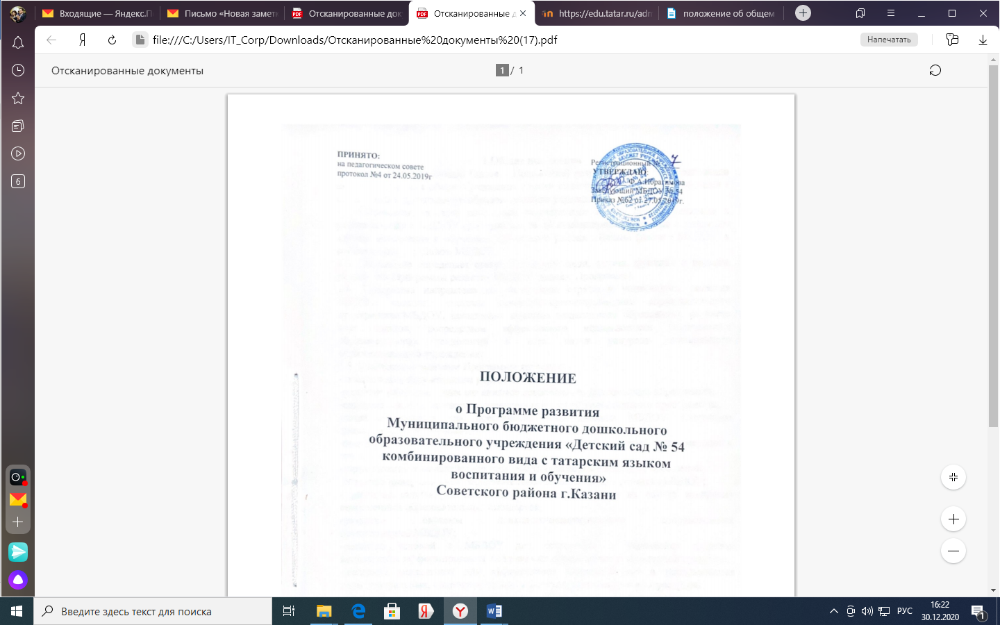 Входящие — Яндекс.П
Письмо «Новая замет
Отсканированные док
Отсканированные д
https://edu.tatar.ru/adm
положение об общем
file:///C:/Users/IT_Corp/Downloads/Отсканированные%20документы%20(17).pdf
Напечатать
Отсканированные документы
1 / 1
6
ПРИНЯТО:
на педагогическом совете
протокол №4 от 24.05.2019г
Регистрационный № 7
УТВЕРЖДАЮ:
Ф.А.Ибрагимова
Заведующий МБДОУ № 54
Приказ №62 от 27.05.2019г.
ПОЛОЖЕНИЕ
о Программе развития
Муниципального бюджетного дошкольного
образовательного учреждения «Детский сад № 54
комбинированного вида с татарским языком
воспитания и обучения»
Советского района г.Казани
Введите здесь текст для поиска
РУС
16:22
30.12.2020
1